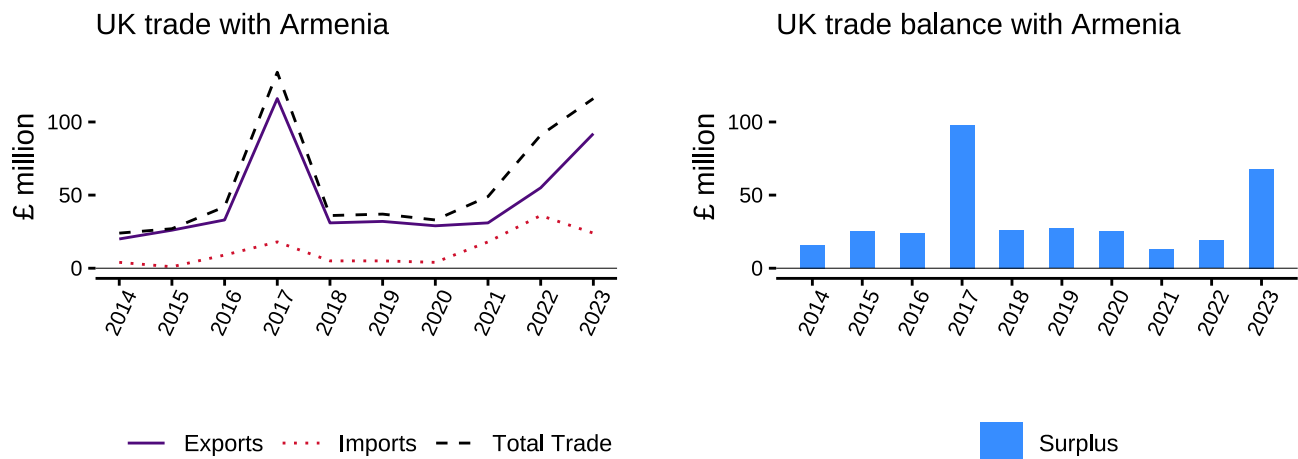 UK trade with Armenia
£ million
100
50
0
2014 2015 2016 2017 2018 2019 2020 2021 2022 2023
Exports Imports Total Trade
UK trade balance with Armenia
£ million
100
50
0
2014 2015 2016 2017 2018 2019 2020 2021 2022 2023
Surplus